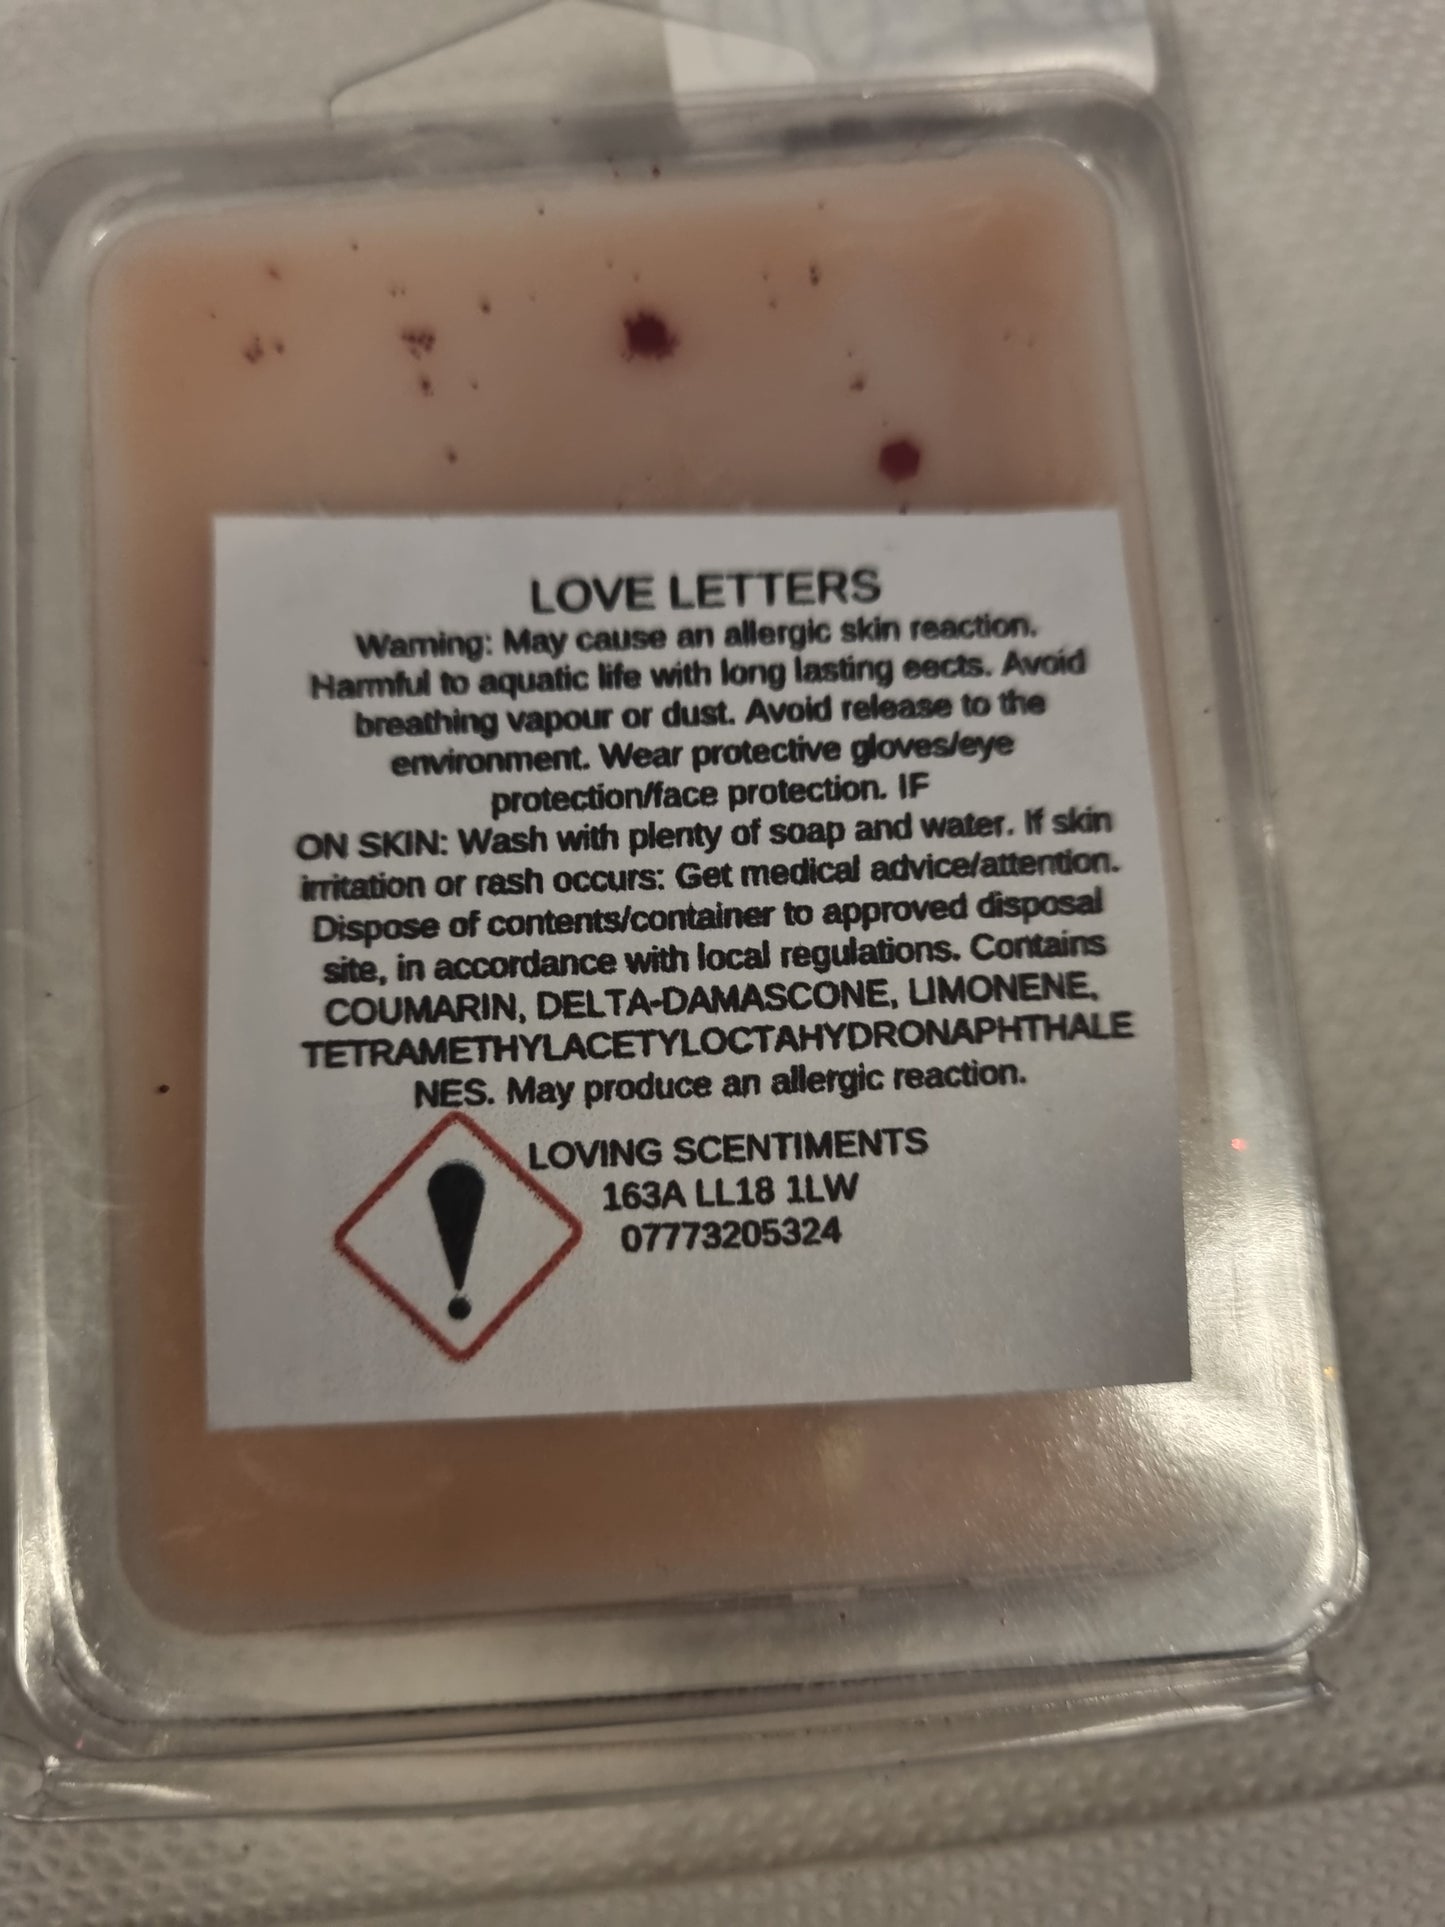 LOVE LETTERS
Warning: May cause an allergic skin reaction.
Harmful to aquatic life with long lasting eects. Avoid
breathing vapour or dust. Avoid release to the
environment. Wear protective gloves/eye
protection/face protection. IF
ON SKIN: Wash with plenty of soap and water. If skin
irritation or rash occurs: Get medical advice/attention.
Dispose of contents/container to approved disposal
site, in accordance with local regulations. Contains
COUMARIN, DELTA-DAMASCONE, LIMONENE,
TETRAMETHYLACETYLOCTAHYDRONAPHTHALE
NES. May produce an allergic reaction.
LOVING SCENTIMENTS
163A LL18 1LW
07773205324